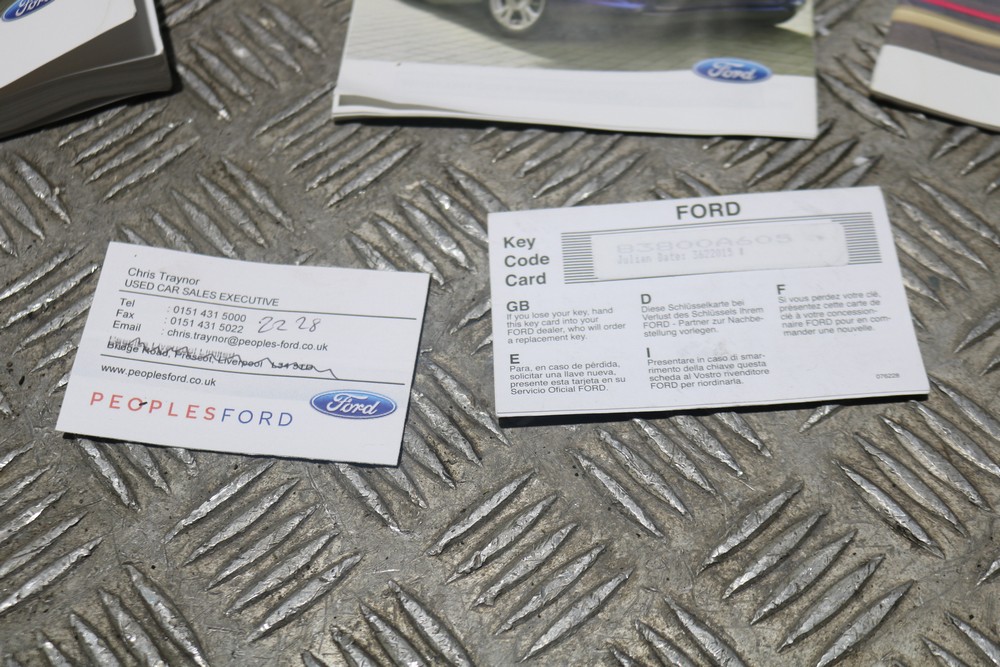 Ford
Ford
Chris Traynor
USED CAR SALES EXECUTIVE
Tel : 0151 431 5000
Fax : 0151 431 5022 2228
Email : chris.traynor@peoples-ford.co.uk
Bridge Road, Prescot, Liverpool
www.peoplesford.co.uk
PEOPLESFORD
Ford
FORD
Key
Code
Card
GB
If you lose your key, hand
this key card into your
FORD dealer, who will order
a replacement key.
D
Diese Schlüsselkarte bei
Verlust des Schlüssels Ihrem
FORD - Partner zur Nachbe-
stellung vorlegen.
F
Si vous perdez votre clé,
présentez cette carte de
clé à votre concession-
naire FORD pour en com-
mander une nouvelle.
E
Para, en caso de pérdida,
solicitar una llave nueva,
presente esta tarjeta en su
Servicio Oficial FORD.
I
Presentare in caso di smar-
rimento della chiave questa
scheda al Vostro rivenditore
FORD per riordinarla.